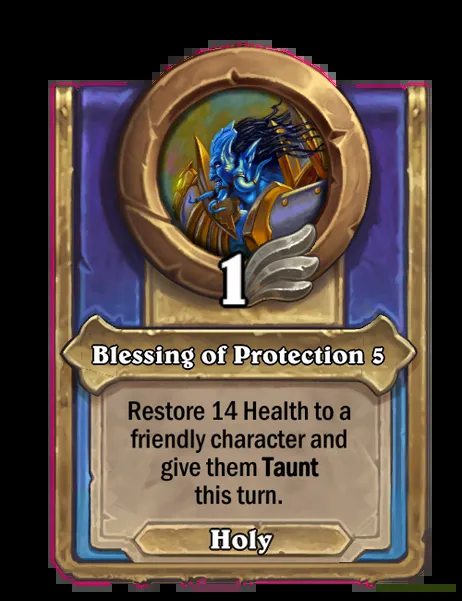 1
Blessing of Protection 5
Restore 14 Health to a
friendly character and
give them Taunt
this turn.
Holy